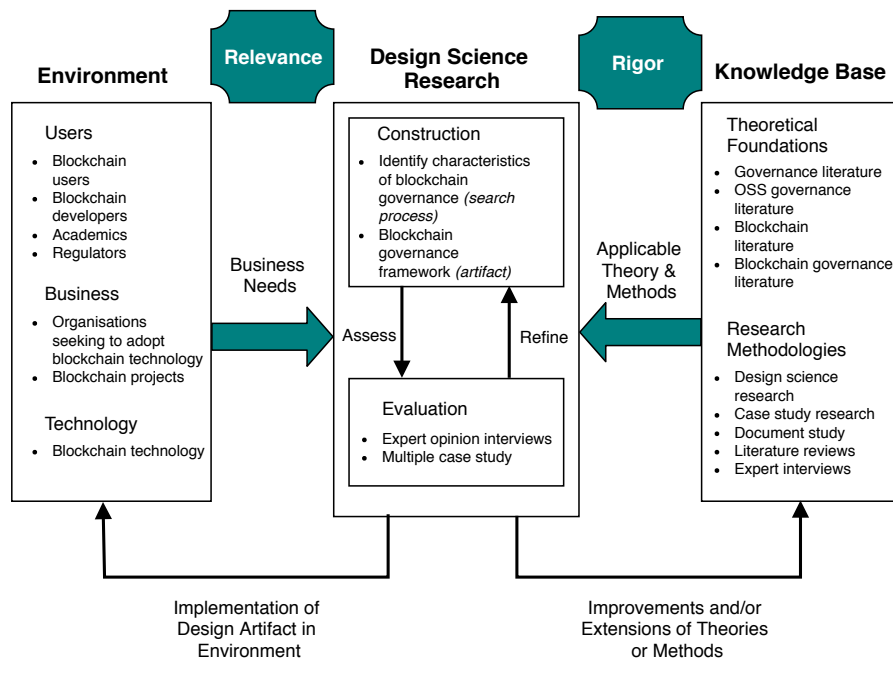 Relevance
Rigor
Environment
Design Science
Research
Knowledge Base
Users
• Blockchain
users
• Blockchain
developers
• Academics
• Regulators
Business
• Organisations
seeking to adopt
blockchain technology
• Blockchain projects
Technology
• Blockchain technology
Business
Needs
Construction
• Identify characteristics
of blockchain
governance (search
process)
• Blockchain
governance
framework (artifact)
Assess
Refine
Evaluation
• Expert opinion interviews
• Multiple case study
Applicable
Theory &
Methods
Theoretical
Foundations
• Governance literature
• OSS governance
literature
• Blockchain
literature
• Blockchain governance
literature
Research
Methodologies
• Design science
research
• Case study research
• Document study
• Literature reviews
• Expert interviews
Implementation of
Design Artifact in
Environment
Improvements and/or
Extensions of Theories
or Methods